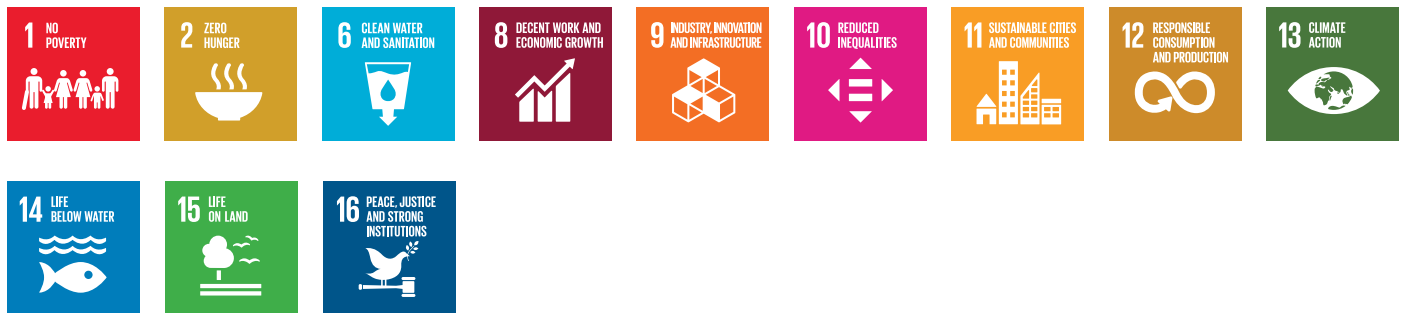 1 NO
POVERTY
2 ZERO
HUNGER
6 CLEAN WATER
AND SANITATION
8 DECENT WORK AND
ECONOMIC GROWTH
9 INDUSTRY, INNOVATION
AND INFRASTRUCTURE
10 REDUCED
INEQUALITIES
11 SUSTAINABLE CITIES
AND COMMUNITIES
12 RESPONSIBLE
CONSUMPTION
AND PRODUCTION
13 CLIMATE
ACTION
14 LIFE
BELOW WATER
15 LIFE
ON LAND
16 PEACE, JUSTICE
AND STRONG
INSTITUTIONS